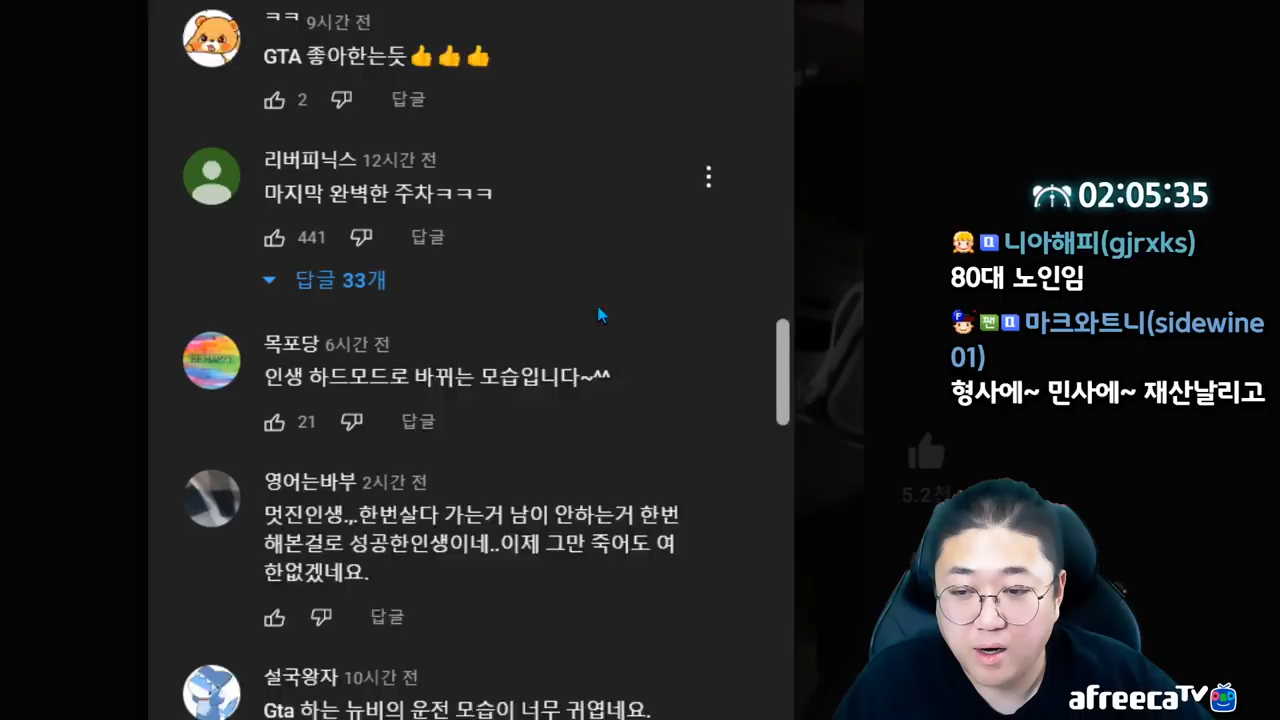 ㅋㅋ 9시간 전
GTA 좋아한는듯👍👍👍
2 답글
리버피닉스 12시간 전
마지막 완벽한 주차ㅋㅋㅋ
441 답글
답글 33개
목포당 6시간 전
인생 하드모드로 바뀌는 모습입니다~^^
21 답글
영어는바부 2시간 전
멋진인생.,.한번살다 가는거 남이 안하는거 한번
해본걸로 성공한인생이네..이제 그만 죽어도 여
한없겠네요.
답글
설국왕자 10시간 전
Gta 하는 뉴비의 운전 모습이 너무 귀엽네요.
02:05:35
니아해피(gjrxks)
80대 노인임
마크와트니(sidewine
01)
형사에~ 민사에~ 재산날리고
5.2천
afreecaTV